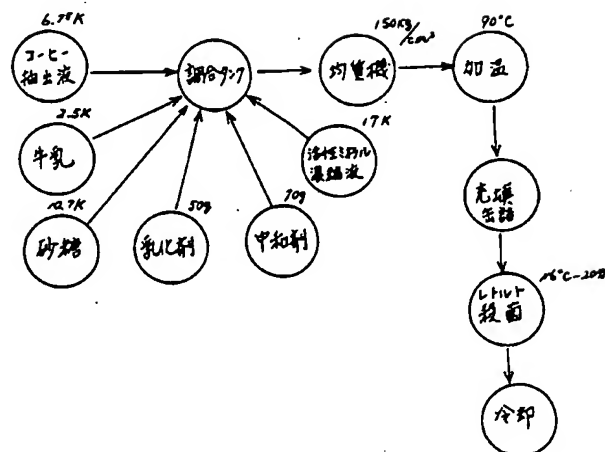 6.78K
コーヒー
抽出液
調合タンク
150Kg/cm²
均質機
90°C
加温
2.5K
牛乳
17K
活性ミネラル
濃縮液
10.7K
砂糖
50g
乳化剤
70g
中和剤
充填
缶詰
レトルト
殺菌
冷却